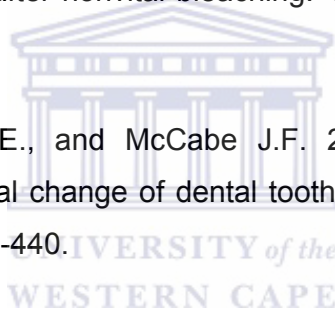 after nonvital bleaching.
E., and McCabe J.F. 2
al change of dental tooth
-440.
UNIVERSITY of the
WESTERN CAPE